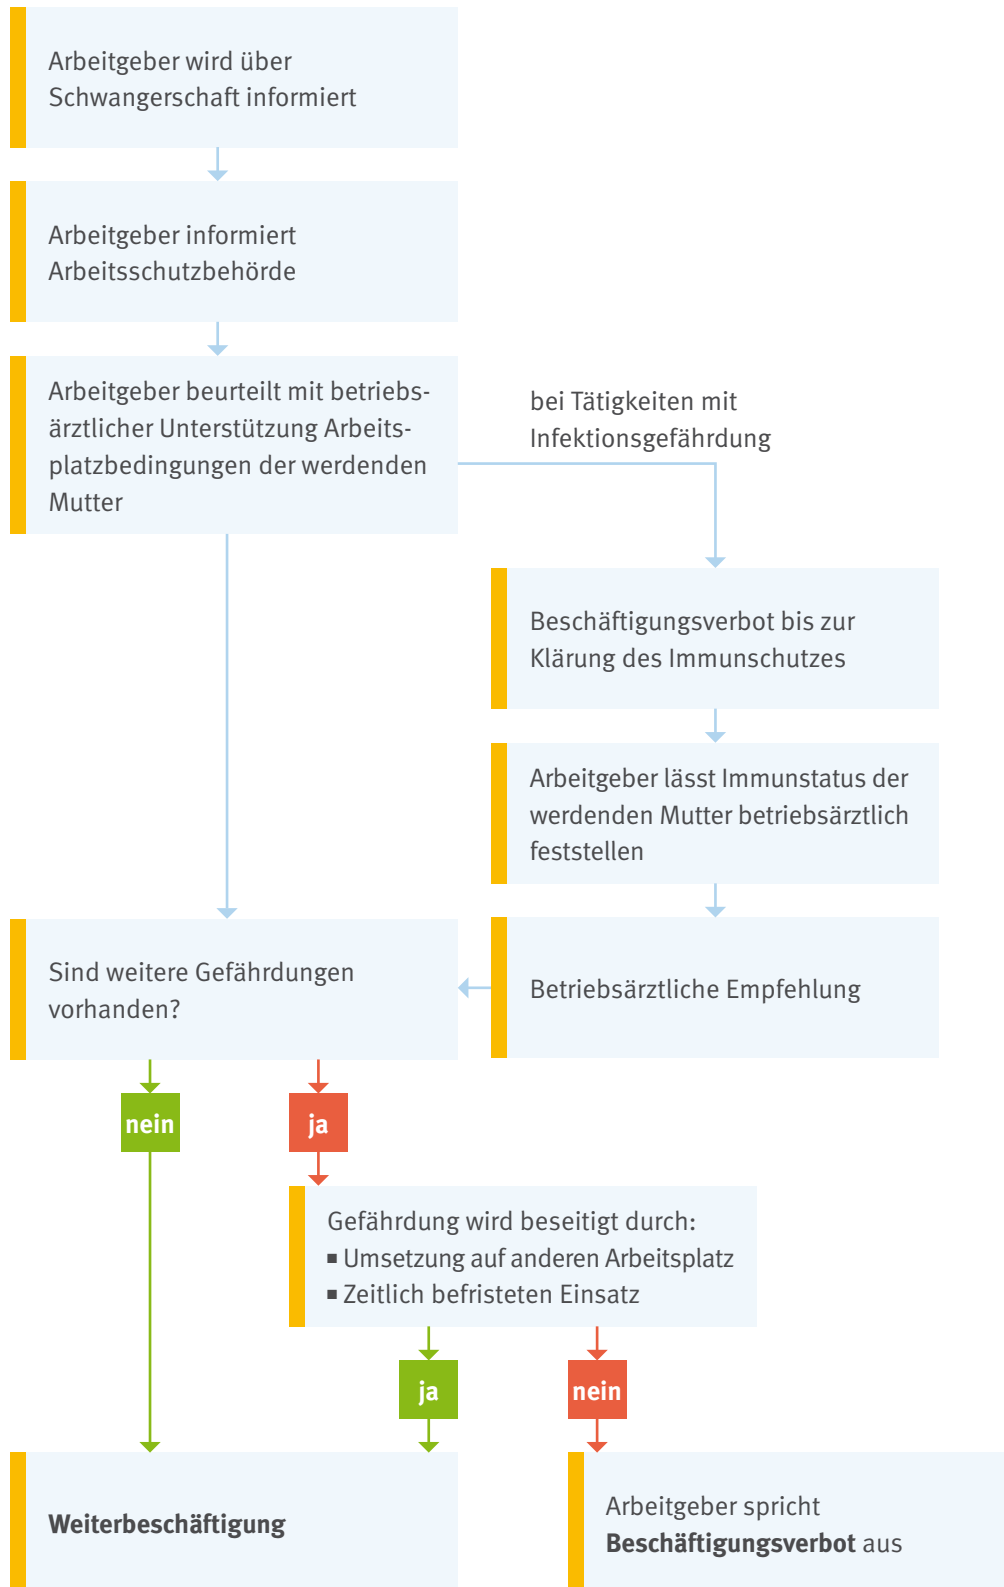 Arbeitgeber wird über
Schwangerschaft informiert
Arbeitgeber informiert
Arbeitsschutzbehörde
Arbeitgeber beurteilt mit betriebs-
ärztlicher Unterstützung Arbeits-
platzbedingungen der werdenden
Mutter
bei Tätigkeiten mit
Infektionsgefährdung
Beschäftigungsverbot bis zur
Klärung des Immunschutzes
Arbeitgeber lässt Immunstatus der
werdenden Mutter betriebsärztlich
feststellen
Betriebsärztliche Empfehlung
Sind weitere Gefährdungen
vorhanden?
nein
ja
Gefährdung wird beseitigt durch:
▪ Umsetzung auf anderen Arbeitsplatz
▪ Zeitlich befristeten Einsatz
ja
nein
Weiterbeschäftigung
Arbeitgeber spricht
Beschäftigungsverbot aus